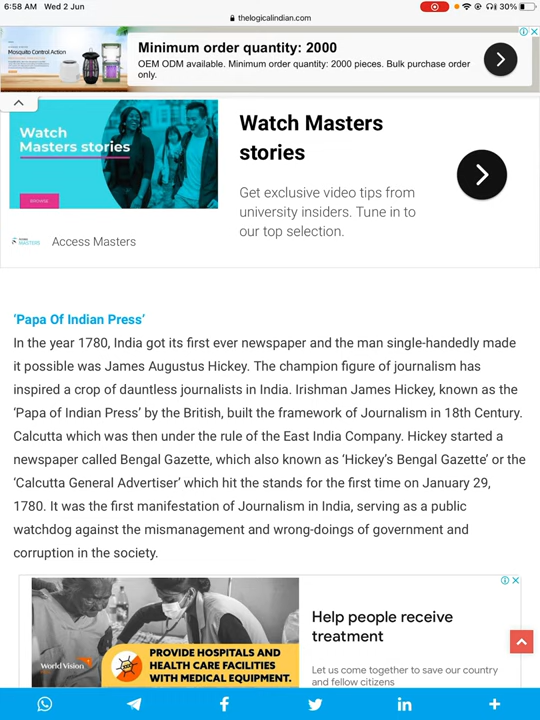 6:58 AM Wed 2 Jun
30%
thelogicalindian.com
Mosquito Control Action
Minimum order quantity: 2000
OEM ODM available. Minimum order quantity: 2000 pieces. Bulk purchase order
only.
Watch
Masters stories
BROWSE
Watch Masters
stories
Get exclusive video tips from
university insiders. Tune in to
our top selection.
MASTERS
Access Masters
‘Papa Of Indian Press’
In the year 1780, India got its first ever newspaper and the man single-handedly made
it possible was James Augustus Hickey. The champion figure of journalism has
inspired a crop of dauntless journalists in India. Irishman James Hickey, known as the
‘Papa of Indian Press’ by the British, built the framework of Journalism in 18th Century.
Calcutta which was then under the rule of the East India Company. Hickey started a
newspaper called Bengal Gazette, which also known as ‘Hickey’s Bengal Gazette’ or the
‘Calcutta General Advertiser’ which hit the stands for the first time on January 29,
1780. It was the first manifestation of Journalism in India, serving as a public
watchdog against the mismanagement and wrong-doings of government and
corruption in the society.
World Vision
PROVIDE HOSPITALS AND
HEALTH CARE FACILITIES
WITH MEDICAL EQUIPMENT.
Help people receive
treatment
Let us come together to save our country
and fellow citizens